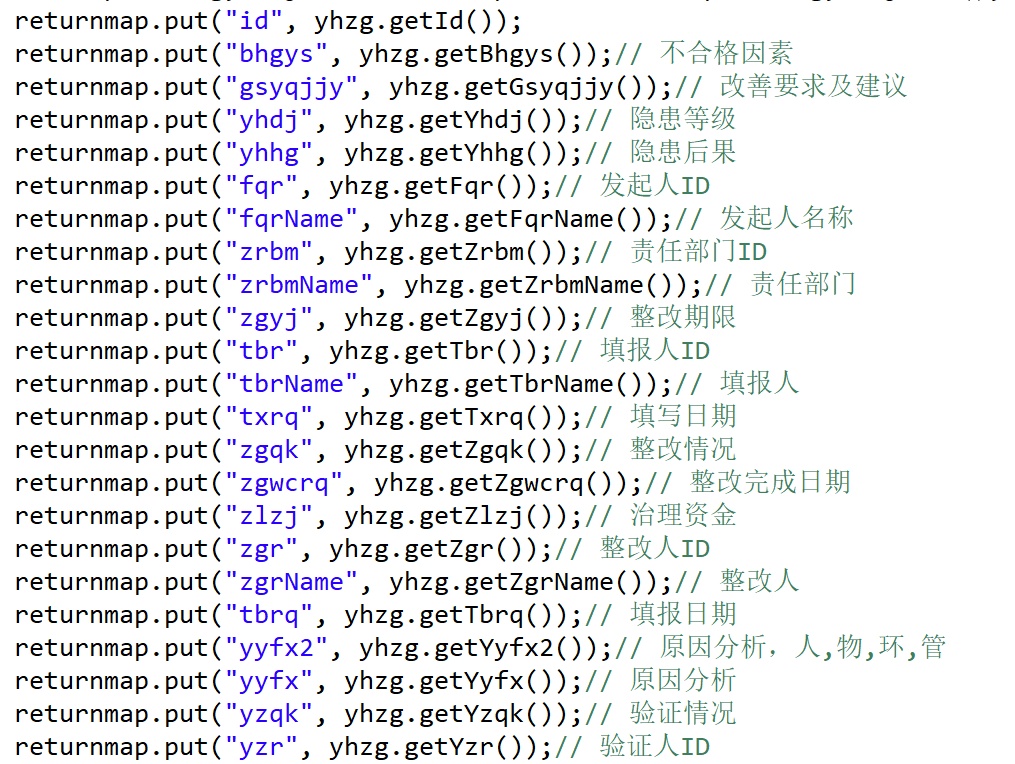 returnmap.put("id", yhzg.getId());
returnmap.put("bhgys", yhzg.getBhgys());// 不合格因素
returnmap.put("gsyqjjy", yhzg.getGsyqjjy());// 改善要求及建议
returnmap.put("yhdj", yhzg.getYhdj());// 隐患等级
returnmap.put("yhhg", yhzg.getYhhg());// 隐患后果
returnmap.put("fqr", yhzg.getFqr());// 发起人ID
returnmap.put("fqrName", yhzg.getFqrName());// 发起人名称
returnmap.put("zrbm", yhzg.getZrbm());// 责任部门ID
returnmap.put("zrbmName", yhzg.getZrbmName());// 责任部门
returnmap.put("zgyj", yhzg.getZgyj());// 整改期限
returnmap.put("tbr", yhzg.getTbr());// 填报人ID
returnmap.put("tbrName", yhzg.getTbrName());// 填报人
returnmap.put("txrq", yhzg.getTxrq());// 填写日期
returnmap.put("zgqk", yhzg.getZgqk());// 整改情况
returnmap.put("zgwcrq", yhzg.getZgwcrq());// 整改完成日期
returnmap.put("zlzj", yhzg.getZlzj());// 治理资金
returnmap.put("zgr", yhzg.getZgr());// 整改人ID
returnmap.put("zgrName", yhzg.getZgrName());// 整改人
returnmap.put("tbrq", yhzg.getTbrq());// 填报日期
returnmap.put("yyfx2", yhzg.getYyfx2());// 原因分析，人,物,环,管
returnmap.put("yyfx", yhzg.getYyfx());// 原因分析
returnmap.put("yzqk", yhzg.getYzqk());// 验证情况
returnmap.put("yzr", yhzg.getYzr());// 验证人ID